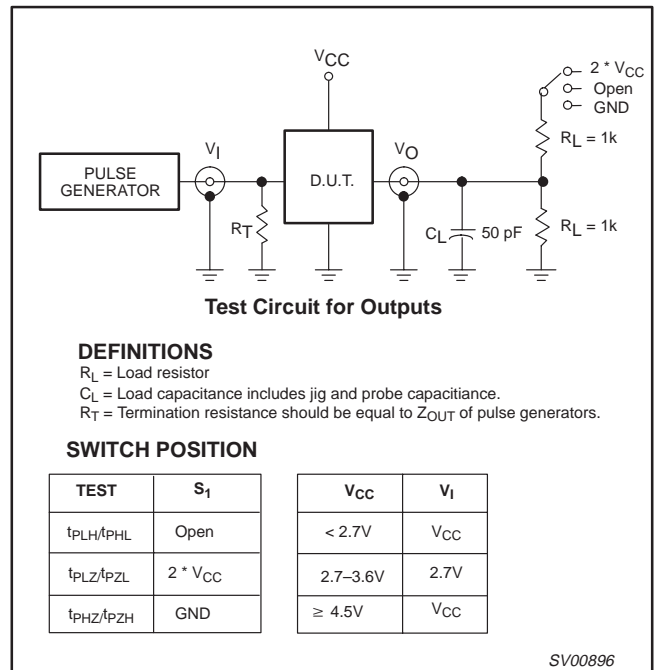 VCC
2 * VCC
Open
GND
VI
VO
RL = 1k
PULSE
GENERATOR
D.U.T.
RT
CL
50 pF
RL = 1k
Test Circuit for Outputs
DEFINITIONS
RL = Load resistor
CL = Load capacitance includes jig and probe capacitiance.
RT = Termination resistance should be equal to ZOUT of pulse generators.
SWITCH POSITION
TEST S1
tPLH/tPHL Open
tPLZ/tPZL 2 * VCC
tPHZ/tPZH GND
VCC VI
< 2.7V VCC
2.7–3.6V 2.7V
≥ 4.5V VCC
SV00896